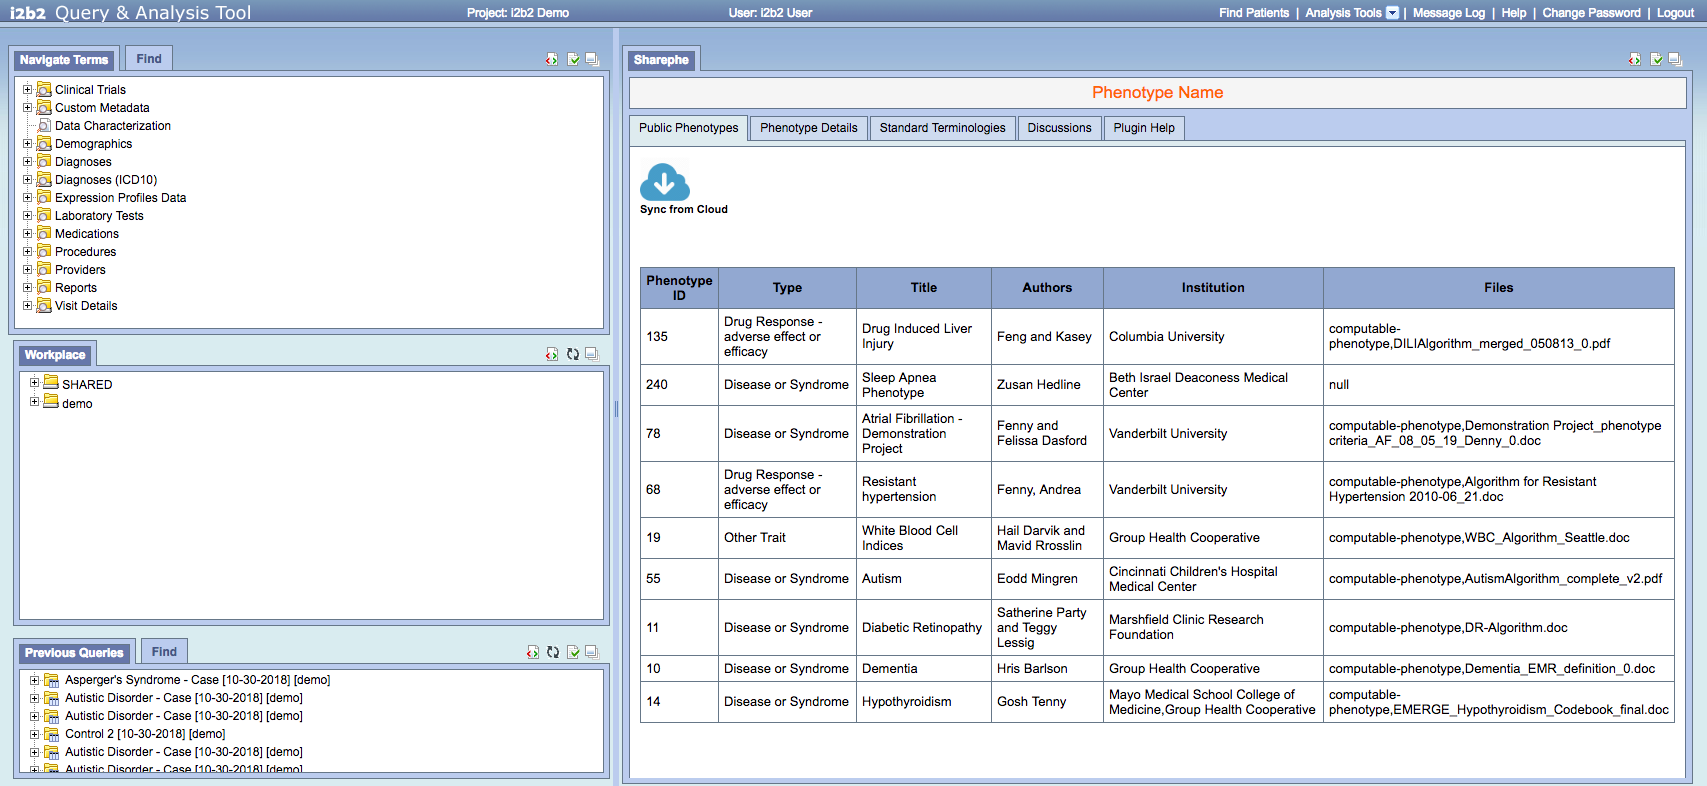 i2b2 Query & Analysis Tool
Project: i2b2 Demo
User: i2b2 User
Find Patients | Analysis Tools | Message Log | Help | Change Password | Logout
Navigate Terms
Find
Clinical Trials
Custom Metadata
Data Characterization
Demographics
Diagnoses
Diagnoses (ICD10)
Expression Profiles Data
Laboratory Tests
Medications
Procedures
Providers
Reports
Visit Details
Workplace
SHARED
demo
Previous Queries
Find
Asperger's Syndrome - Case [10-30-2018] [demo]
Autistic Disorder - Case [10-30-2018] [demo]
Autistic Disorder - Case [10-30-2018] [demo]
Control 2 [10-30-2018] [demo]
Autistic Disorder - Case [10-30-2018] [demo]
Autistic Disorder - Case [10-30-2018] [demo]
Sharephe
Phenotype Name
Public Phenotypes
Phenotype Details
Standard Terminologies
Discussions
Plugin Help
Sync from Cloud
Phenotype
ID
Type
Title
Authors
Institution
Files
135
Drug Response -
adverse effect or
efficacy
Drug Induced Liver
Injury
Feng and Kasey
Columbia University
computable-
phenotype,DILIAlgorithm_merged_050813_0.pdf
240
Disease or Syndrome
Sleep Apnea
Phenotype
Zusan Hedline
Beth Israel Deaconess Medical
Center
null
78
Disease or Syndrome
Atrial Fibrillation -
Demonstration
Project
Fenny and
Felissa Dasford
Vanderbilt University
computable-phenotype,Demonstration Project_phenotype
criteria_AF_08_05_19_Denny_0.doc
68
Drug Response -
adverse effect or
efficacy
Resistant
hypertension
Fenny, Andrea
Vanderbilt University
computable-phenotype,Algorithm for Resistant
Hypertension 2010-06_21.doc
19
Other Trait
White Blood Cell
Indices
Hail Darvik and
Mavid Rrosslin
Group Health Cooperative
computable-phenotype,WBC_Algorithm_Seattle.doc
55
Disease or Syndrome
Autism
Eodd Mingren
Cincinnati Children's Hospital
Medical Center
computable-phenotype,AutismAlgorithm_complete_v2.pdf
11
Disease or Syndrome
Diabetic Retinopathy
Satherine Party
and Teggy
Lessig
Marshfield Clinic Research
Foundation
computable-phenotype,DR-Algorithm.doc
10
Disease or Syndrome
Dementia
Hris Barlson
Group Health Cooperative
computable-phenotype,Dementia_EMR_definition_0.doc
14
Disease or Syndrome
Hypothyroidism
Gosh Tenny
Mayo Medical School College of
Medicine,Group Health Cooperative
computable-
phenotype,EMERGE_Hypothyroidism_Codebook_final.doc